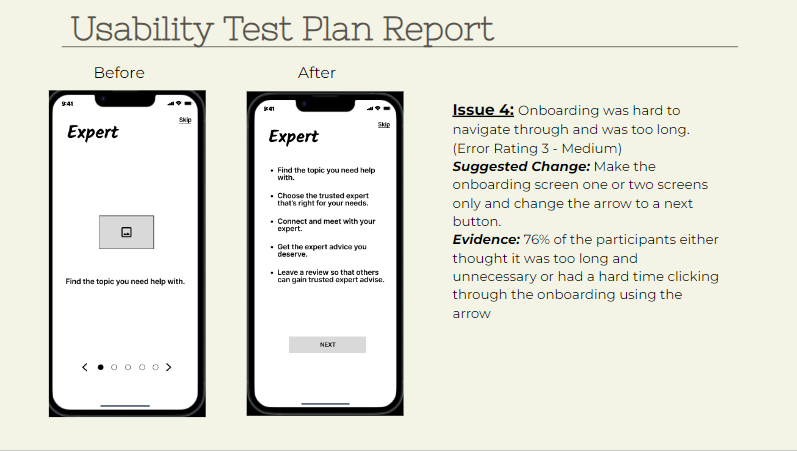 Usability Test Plan Report
Before
After
9:41
Skip
Expert
Find the topic you need help with.
9:41
Skip
Expert
• Find the topic you need help
with.
• Choose the trusted expert
that's right for your needs.
• Connect and meet with your
expert.
• Get the expert advice you
deserve.
• Leave a review so that others
can gain trusted expert advise.
NEXT
Issue 4: Onboarding was hard to
navigate through and was too long.
(Error Rating 3 - Medium)
Suggested Change: Make the
onboarding screen one or two screens
only and change the arrow to a next
button.
Evidence: 76% of the participants either
thought it was too long and
unnecessary or had a hard time clicking
through the onboarding using the
arrow